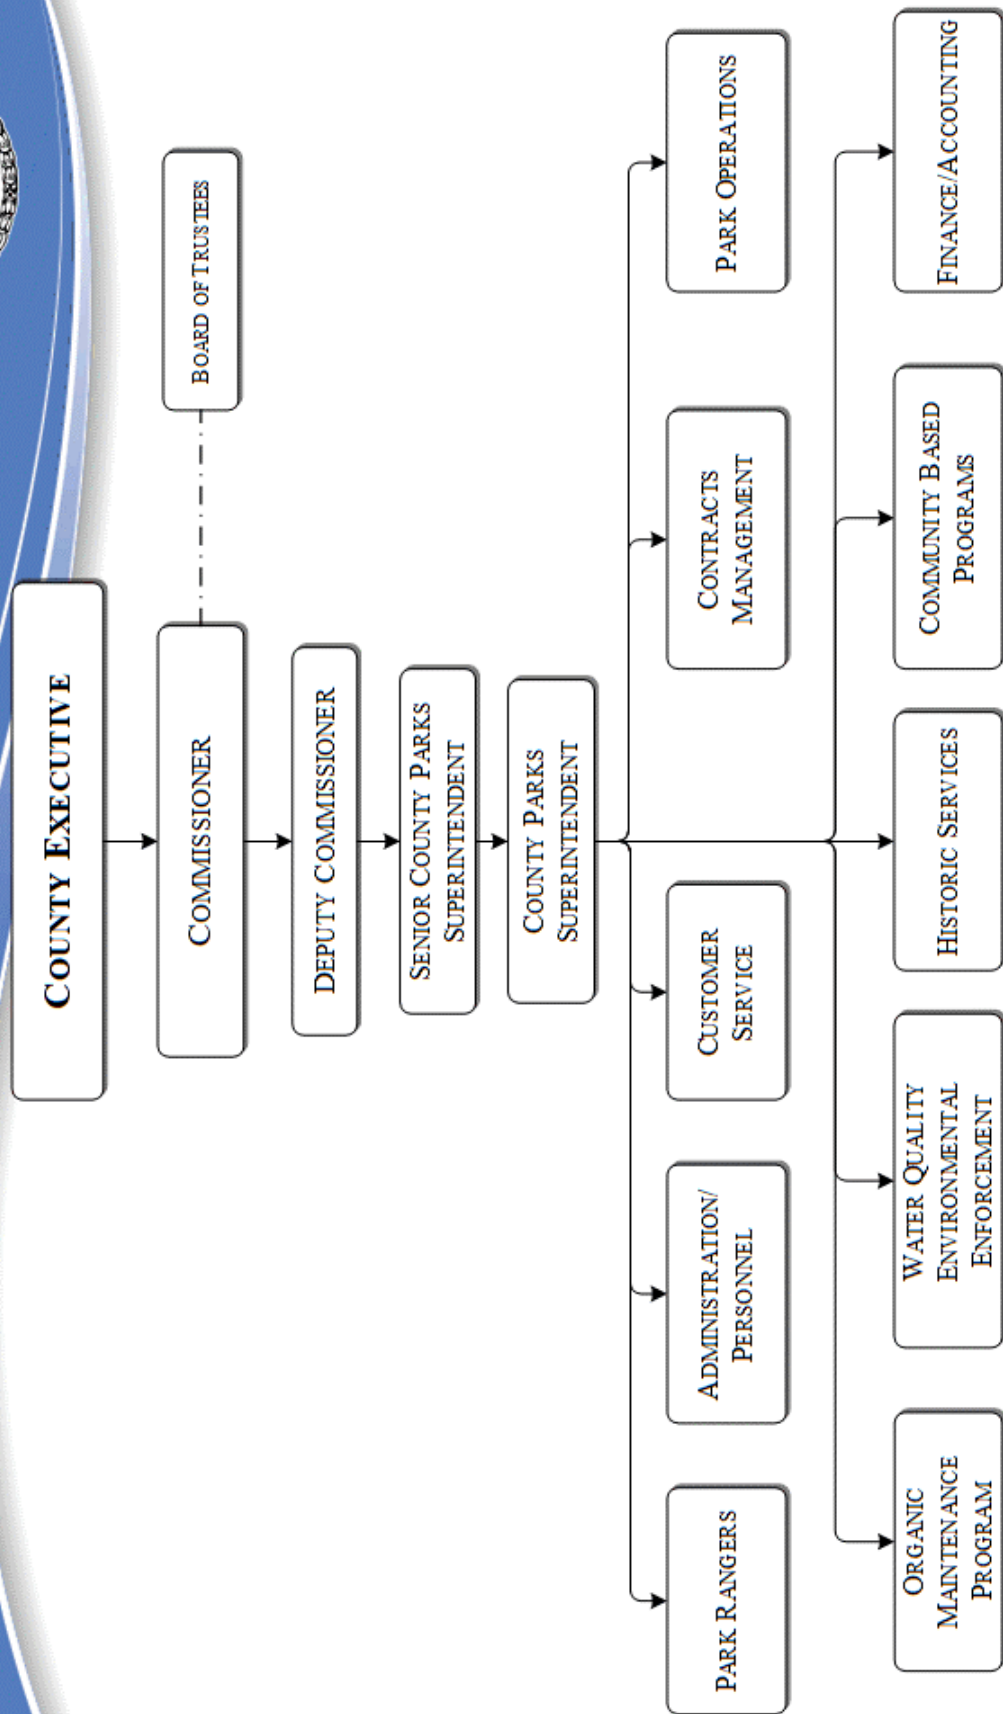 COUNTY EXECUTIVE
COMMISSIONER
BOARD OF TRUSTEES
DEPUTY COMMISSIONER
SENIOR COUNTY PARKS
SUPERINTENDENT
COUNTY PARKS
SUPERINTENDENT
PARK RANGERS
ADMINISTRATION/
PERSONNEL
CUSTOMER
SERVICE
CONTRACTS
MANAGEMENT
PARK OPERATIONS
ORGANIC
MAINTENANCE
PROGRAM
WATER QUALITY
ENVIRONMENTAL
ENFORCEMENT
HISTORIC SERVICES
COMMUNITY BASED
PROGRAMS
FINANCE/ACCOUNTING